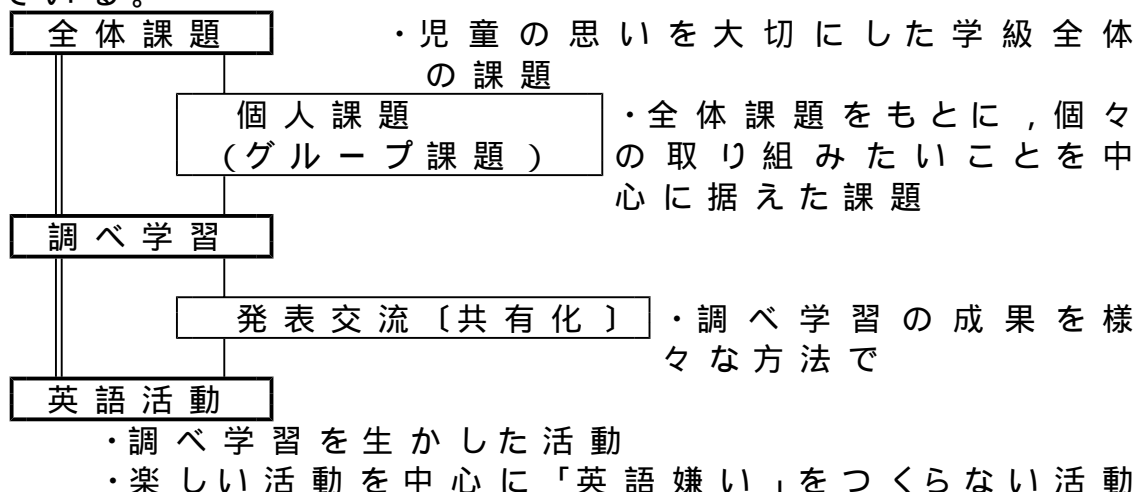 ている。
全体課題 ・児童の思いを大切にした学級全体
の課題
個人課題 ・全体課題をもとに,個々
(グループ課題) の取り組みたいことを中
心に据えた課題
調べ学習
発表交流〔共有化〕 ・調べ学習の成果を様
々な方法で
英語活動
・調べ学習を生かした活動
・楽しい活動を中心に「英語嫌い」をつくらない活動